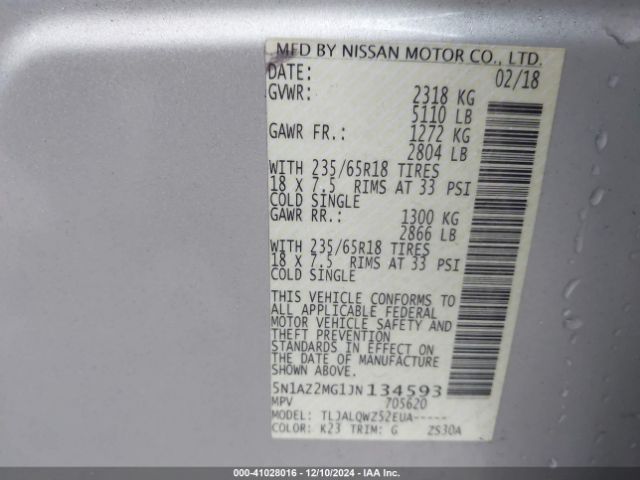 MFD BY NISSAN MOTOR CO., LTD.
DATE: 02/18
GVWR: 2318 KG
5110 LB
GAWR FR.: 1272 KG
2804 LB
WITH 235/65R18 TIRES
18 X 7.5 RIMS AT 33 PSI
COLD SINGLE
GAWR RR.: 1300 KG
2866 LB
WITH 235/65R18 TIRES
18 X 7.5 RIMS AT 33 PSI
COLD SINGLE
THIS VEHICLE CONFORMS TO
ALL APPLICABLE FEDERAL
MOTOR VEHICLE SAFETY AND
THEFT PREVENTION
STANDARDS IN EFFECT ON
THE DATE OF MANUFACTURE
SHOWN ABOVE.
5N1AZ2MG1JN134593
MPV 705620
MODEL: TLJALQWZ52EUA-----
COLOR: K23 TRIM: G ZS30A
000-41028016 - 12/10/2024 - IAA Inc.